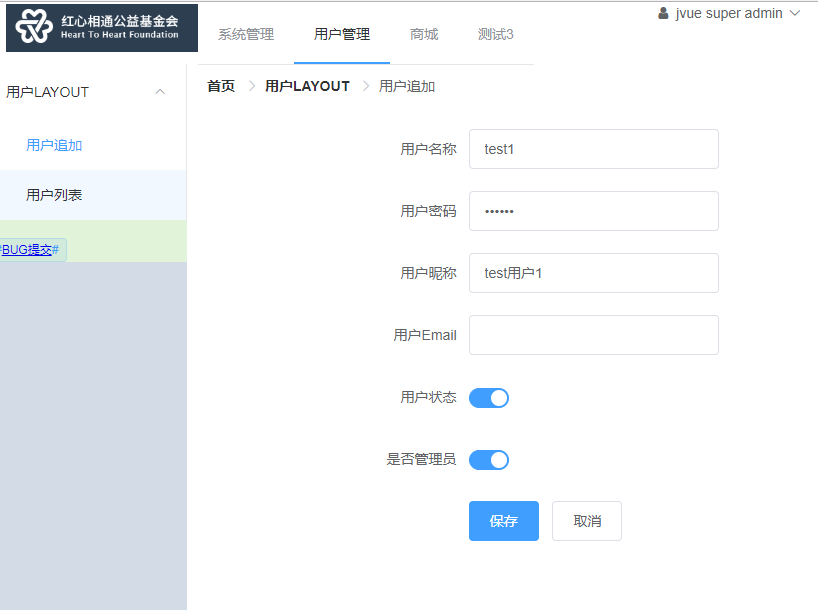 红心相通公益基金会
Heart To Heart Foundation
系统管理
用户管理
商城
测试3
jvue super admin
用户LAYOUT
用户追加
用户列表
#BUG提交#
首页
用户LAYOUT
用户追加
用户名称
test1
用户密码
••••••
用户昵称
test用户1
用户Email
用户状态
是否管理员
保存
取消